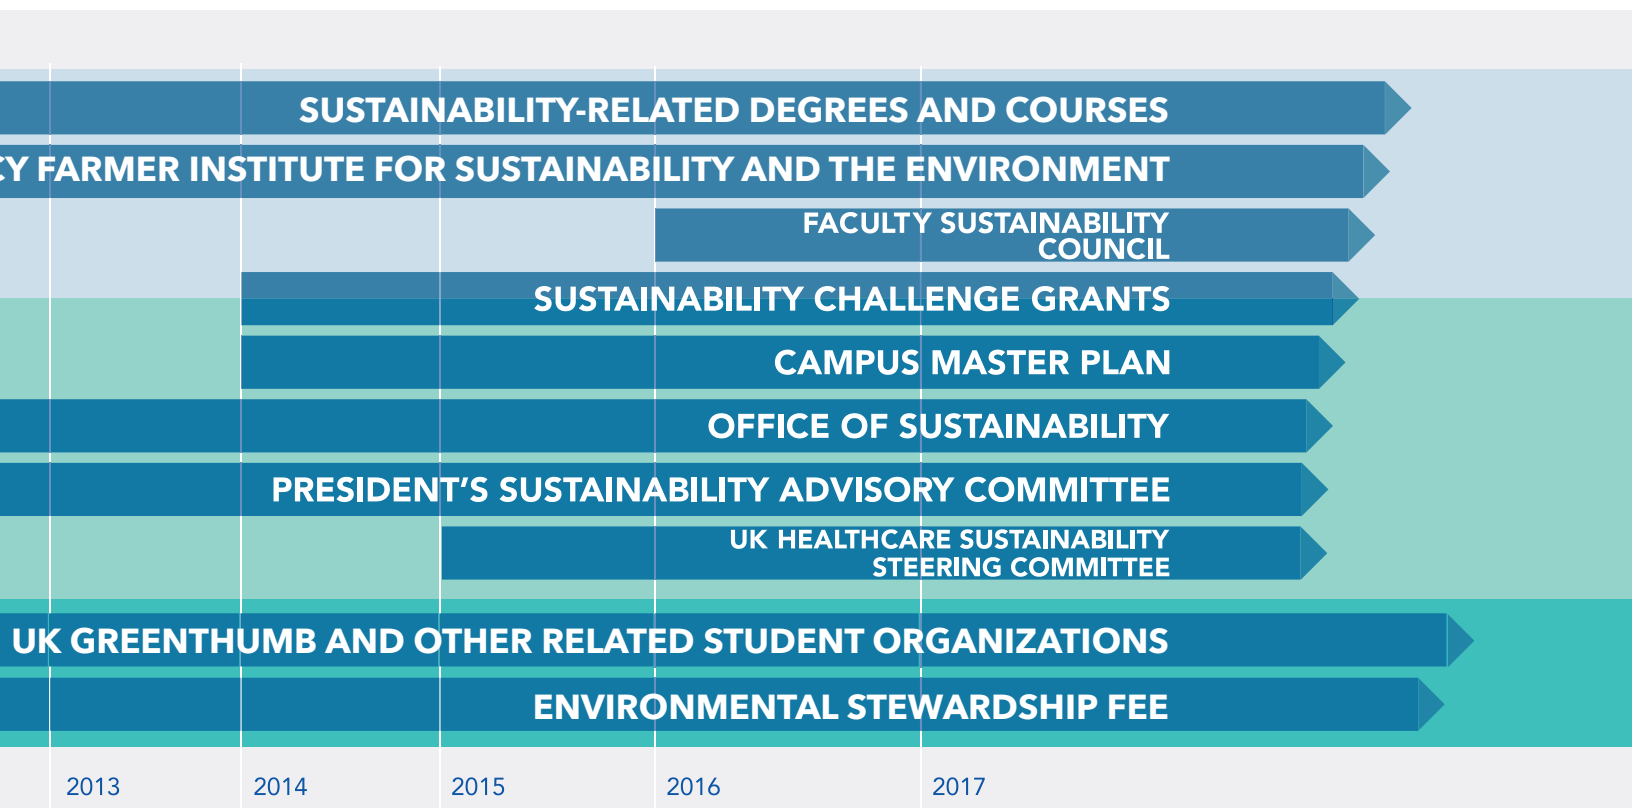 SUSTAINABILITY-RELATED DEGREES AND COURSES
FARMER INSTITUTE FOR SUSTAINABILITY AND THE ENVIRONMENT
FACULTY SUSTAINABILITY
COUNCIL
SUSTAINABILITY CHALLENGE GRANTS
CAMPUS MASTER PLAN
OFFICE OF SUSTAINABILITY
PRESIDENT’S SUSTAINABILITY ADVISORY COMMITTEE
UK HEALTHCARE SUSTAINABILITY
STEERING COMMITTEE
UK GREENTHUMB AND OTHER RELATED STUDENT ORGANIZATIONS
ENVIRONMENTAL STEWARDSHIP FEE
2013 2014 2015 2016 2017